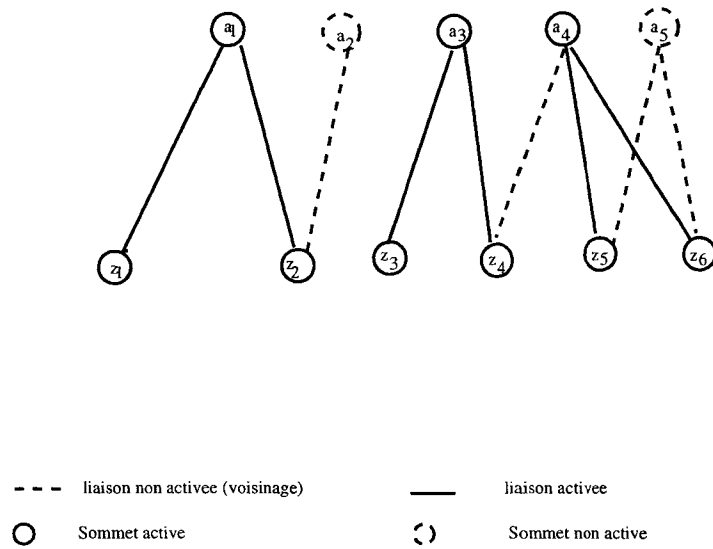 a1 a2 a3 a4 a5
z1 z2 z3 z4 z5 z6
liaison non activee (voisinage) liaison activee
Sommet active Sommet non active